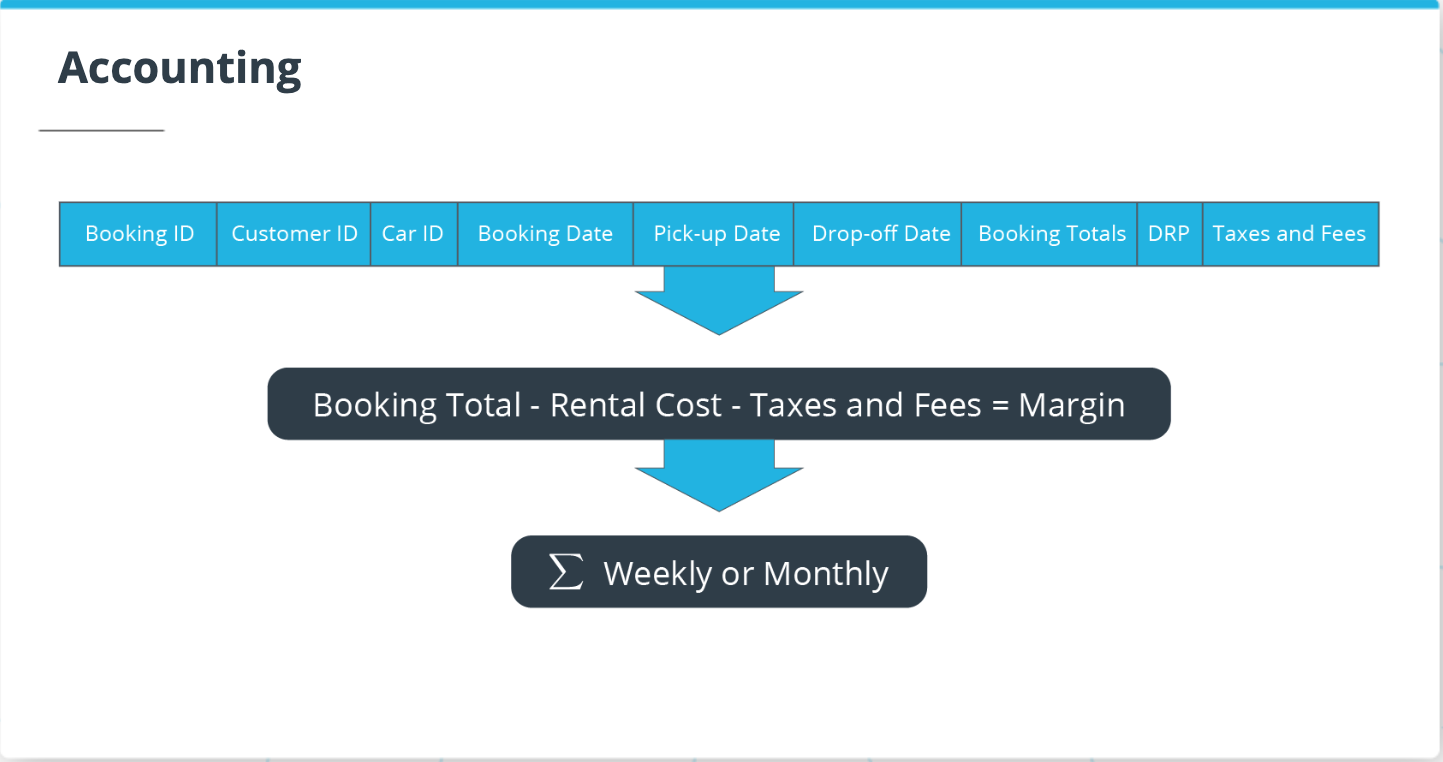 Accounting
Booking ID Customer ID Car ID Booking Date Pick-up Date Drop-off Date Booking Totals DRP Taxes and Fees
Booking Total - Rental Cost - Taxes and Fees = Margin
∑ Weekly or Monthly